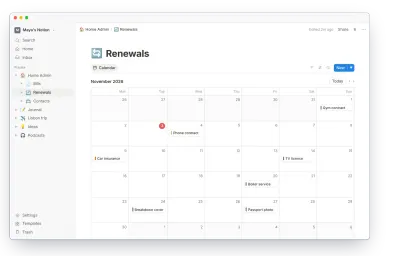 Maya's Notion
Search
Home
Inbox
Private
Home Admin
Bills
Renewals
Contacts
Journal
Lisbon trip
Ideas
Podcasts
Settings
Templates
Trash
Home Admin / Renewals
Share
Renewals
Calendar
New
November 2026
Today
Mon Tue Wed Thu Fri Sat Sun
26 27 28 29 30 31 1
Gym contract
2 3 4 5 6 7 8
Phone contract
9 10 11 12 13 14 15
Car insurance
TV licence
16 17 18 19 20 21 22
Boiler service
23 24 25 26 27 28 29
Breakdown cover
Passport photo
30 1 2 3 4 5 6